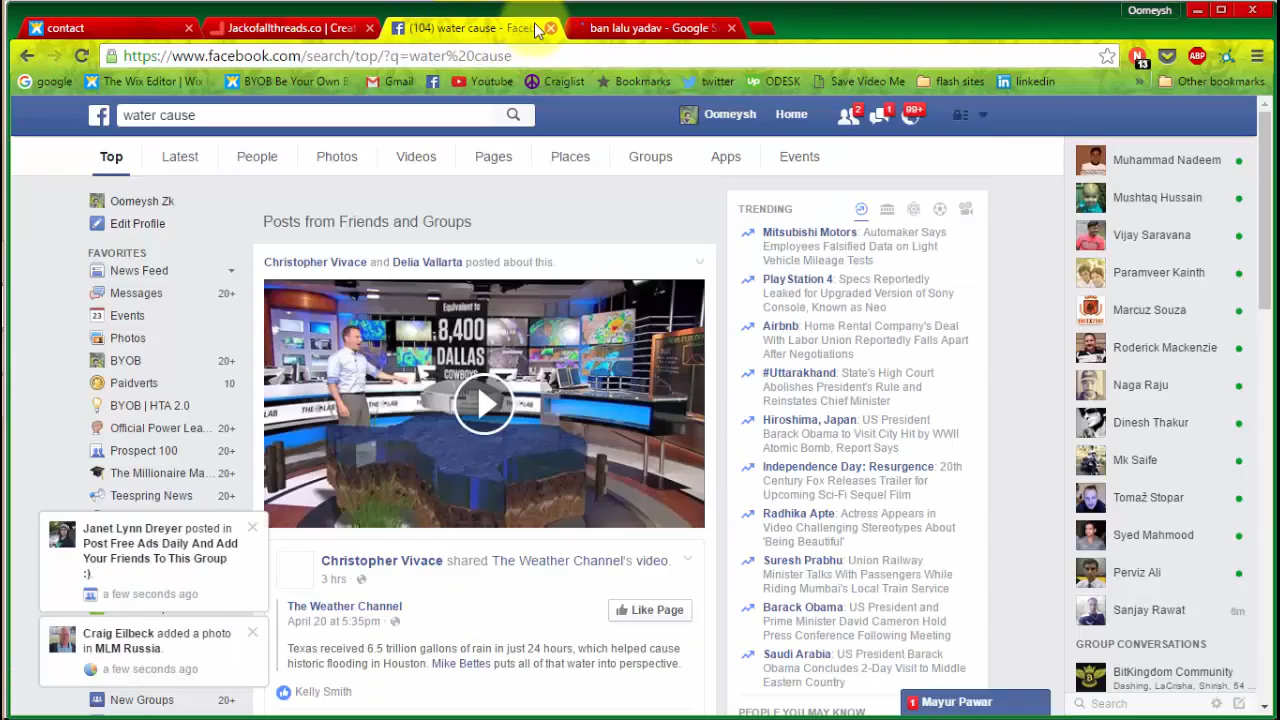 Oomeysh
contact
Jackofallthreads.co | Creat
(104) water cause - Faceb
ban lalu yadav - Google S
https://www.facebook.com/search/top/?q=water%20cause
13
ABP
google
The Wix Editor | Wix
BYOB Be Your Own B
Gmail
Youtube
Craiglist
Bookmarks
twitter
UP ODESK
Save Video Me
flash sites
linkedin
»
Other bookmarks
water cause
Oomeysh
Home
2
1
99+
Top
Latest
People
Photos
Videos
Pages
Places
Groups
Apps
Events
Oomeysh Zk
Edit Profile
FAVORITES
News Feed
Messages 20+
23 Events
Photos
BYOB 20+
Paidverts 10
BYOB | HTA 2.0
Official Power Lea... 20+
Prospect 100 20+
The Millionaire Ma... 20+
Teespring News 20+
Janet Lynn Dreyer posted in
Post Free Ads Daily And Add
Your Friends To This Group
:).
a few seconds ago
Craig Eilbeck added a photo
in MLM Russia.
a few seconds ago
New Groups 20+
Posts from Friends and Groups
Christopher Vivace and Delia Vallarta posted about this.
Equivalent to
8,400
DALLAS
COWBOYS
THE LAB
Christopher Vivace shared The Weather Channel's video.
3 hrs
The Weather Channel
April 20 at 5:35pm
Like Page
Texas received 6.5 trillion gallons of rain in just 24 hours, which helped cause
historic flooding in Houston. Mike Bettes puts all of that water into perspective.
Kelly Smith
TRENDING
Mitsubishi Motors: Automaker Says
Employees Falsified Data on Light
Vehicle Mileage Tests
PlayStation 4: Specs Reportedly
Leaked for Upgraded Version of Sony
Console, Known as Neo
Airbnb: Home Rental Company's Deal
With Labor Union Reportedly Falls Apart
After Negotiations
#Uttarakhand: State's High Court
Abolishes President's Rule and
Reinstates Chief Minister
Hiroshima, Japan: US President
Barack Obama to Visit City Hit by WWII
Atomic Bomb, Report Says
Independence Day: Resurgence: 20th
Century Fox Releases Trailer for
Upcoming Sci-Fi Sequel Film
Radhika Apte: Actress Appears in
Video Challenging Stereotypes About
'Being Beautiful'
Suresh Prabhu: Union Railway
Minister Talks With Passengers While
Riding Mumbai's Local Train Service
Barack Obama: US President and
Prime Minister David Cameron Hold
Press Conference Following Meeting
Saudi Arabia: US President Barack
Obama Concludes 2-Day Visit to Middle
Eastern Country
PEOPLE YOU MAY KNOW
Muhammad Nadeem
Mushtaq Hussain
Vijay Saravana
Paramveer Kainth
Marcuz Souza
Roderick Mackenzie
Naga Raju
Dinesh Thakur
Mk Saife
Tomaž Stopar
Syed Mahmood
Perviz Ali
Sanjay Rawat 8m
GROUP CONVERSATIONS
BitKingdom Community
Dashing, LaCrisha, Shirish, 54 ...
Search
1 Mayur Pawar